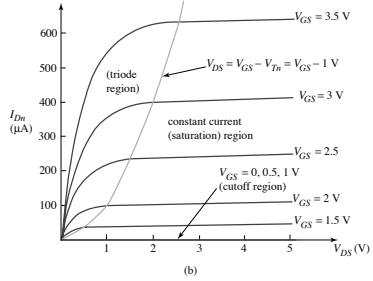 V_GS = 3.5 V
600
(triode
region)
V_DS = V_GS – V_Tn = V_GS – 1 V
500
V_GS = 3 V
400
I_Dn
(μA)
constant current
(saturation) region
300
V_GS = 2.5
200
V_GS = 0, 0.5, 1 V
(cutoff region)
V_GS = 2 V
100
V_GS = 1.5 V
1 2 3 4 5
V_DS (V)
(b)